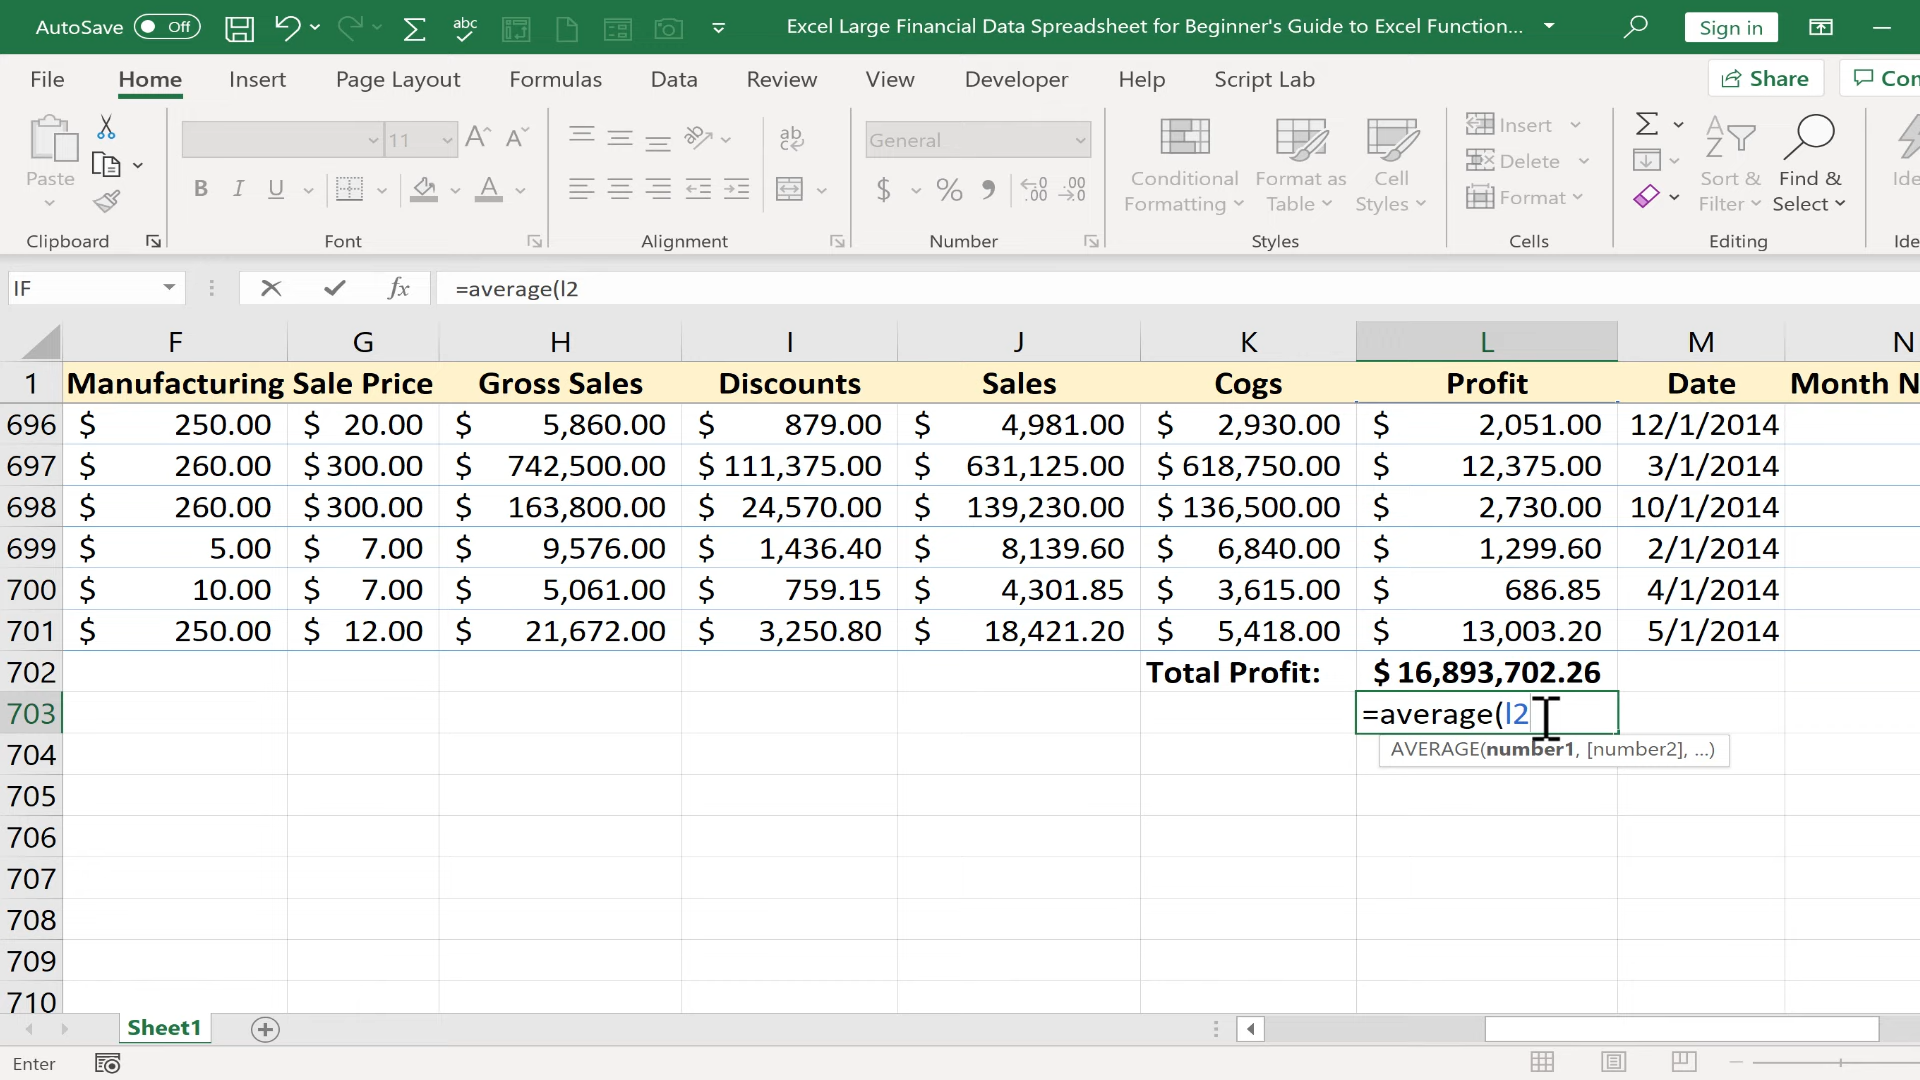 AutoSave Off abc Excel Large Financial Data Spreadsheet for Beginner's Guide to Excel Function... Sign in
File Home Insert Page Layout Formulas Data Review View Developer Help Script Lab Share Con
Paste 11 A^ A ab General Conditional Formatting Format as Table Cell Styles Insert Delete Format Sort & Filter Find & Select Ide
B I U A $ % 9 .00 .00
Clipboard Font Alignment Number Styles Cells Editing Ide
IF fx =average(l2
F G H I J K L M N
1 Manufacturing Sale Price Gross Sales Discounts Sales Cogs Profit Date Month N
696 $ 250.00 $ 20.00 $ 5,860.00 $ 879.00 $ 4,981.00 $ 2,930.00 $ 2,051.00 12/1/2014
697 $ 260.00 $ 300.00 $ 742,500.00 $ 111,375.00 $ 631,125.00 $ 618,750.00 $ 12,375.00 3/1/2014
698 $ 260.00 $ 300.00 $ 163,800.00 $ 24,570.00 $ 139,230.00 $ 136,500.00 $ 2,730.00 10/1/2014
699 $ 5.00 $ 7.00 $ 9,576.00 $ 1,436.40 $ 8,139.60 $ 6,840.00 $ 1,299.60 2/1/2014
700 $ 10.00 $ 7.00 $ 5,061.00 $ 759.15 $ 4,301.85 $ 3,615.00 $ 686.85 4/1/2014
701 $ 250.00 $ 12.00 $ 21,672.00 $ 3,250.80 $ 18,421.20 $ 5,418.00 $ 13,003.20 5/1/2014
702 Total Profit: $ 16,893,702.26
703 =average(l2
704 AVERAGE(number1, [number2], ...)
705
706
707
708
709
710
Sheet1
Enter